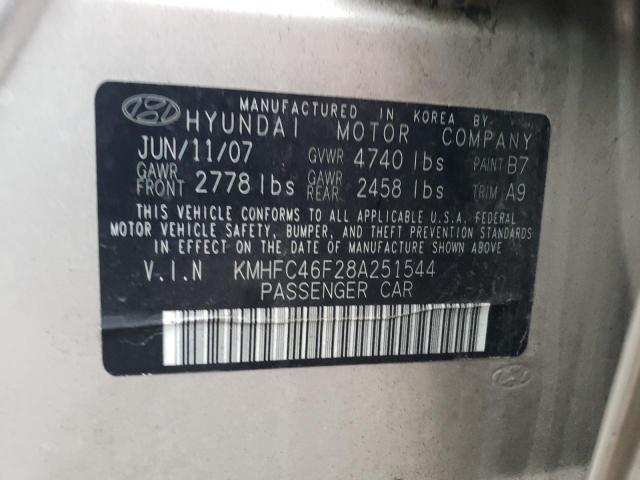 MANUFACTURED IN KOREA BY
HYUNDAI MOTOR COMPANY
JUN/11/07 GVWR 4740 lbs PAINT B7
GAWR FRONT 2778 lbs GAWR REAR 2458 lbs TRIM A9
THIS VEHICLE CONFORMS TO ALL APPLICABLE U.S.A. FEDERAL
MOTOR VEHICLE SAFETY, BUMPER, AND THEFT PREVENTION STANDARDS
IN EFFECT ON THE DATE OF MANUFACTURE SHOWN ABOVE.
V.I.N KMHFC46F28A251544
PASSENGER CAR